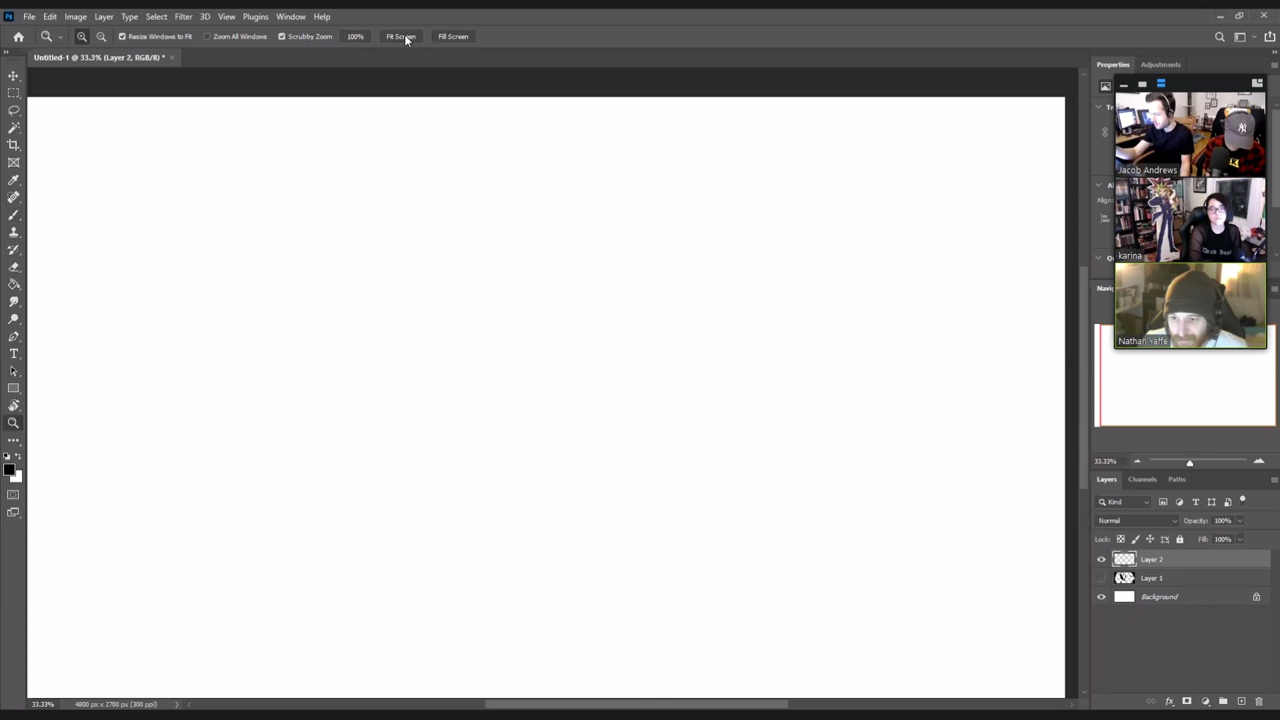 Ps File Edit Image Layer Type Select Filter 3D View Plugins Window Help
Resize Windows to Fit Zoom All Windows Scrubby Zoom 100% Fit Screen Fill Screen
Untitled-1 @ 33.3% (Layer 2, RGB/8) *
Properties Adjustments
Jacob Andrews
karina
Nathan Yaffe
33.33%
Layers Channels Paths
Kind
Normal Opacity: 100%
Lock: Fill: 100%
Layer 2
Layer 1
Background
33.33% 4800 px x 2700 px (300 ppi)